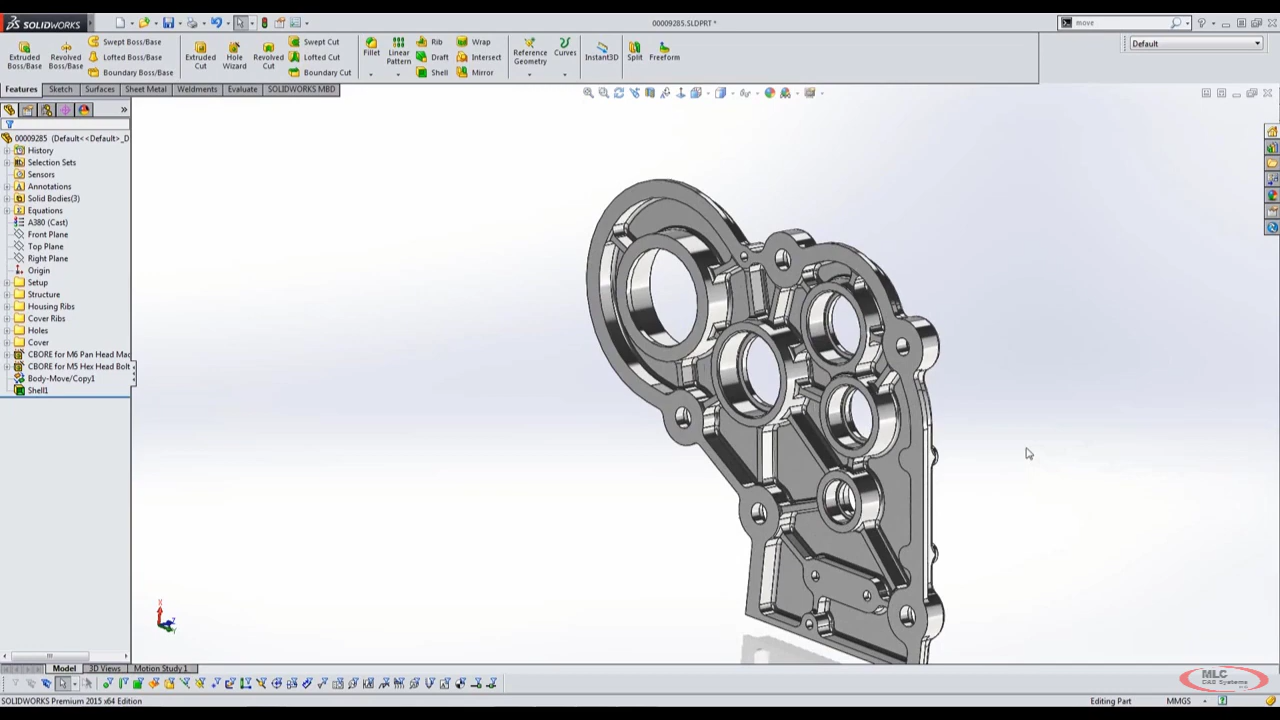 SOLIDWORKS
00009285.SLDPRT *
move
Extruded Boss/Base
Revolved Boss/Base
Swept Boss/Base
Lofted Boss/Base
Boundary Boss/Base
Extruded Cut
Hole Wizard
Revolved Cut
Swept Cut
Lofted Cut
Boundary Cut
Fillet
Linear Pattern
Rib
Draft
Shell
Wrap
Intersect
Mirror
Reference Geometry
Curves
Instant3D
Split
Freeform
Default
Features
Sketch
Surfaces
Sheet Metal
Weldments
Evaluate
SOLIDWORKS MBD
00009285 (Default<<Default>_D
History
Selection Sets
Sensors
Annotations
Solid Bodies(3)
Equations
A380 (Cast)
Front Plane
Top Plane
Right Plane
Origin
Setup
Structure
Housing Ribs
Cover Ribs
Holes
Cover
CBORE for M6 Pan Head Mac
CBORE for M5 Hex Head Bolt
Body-Move/Copy1
Shell1
Model
3D Views
Motion Study 1
SOLIDWORKS Premium 2015 x64 Edition
Editing Part
MMGS
MLC
CAD Systems